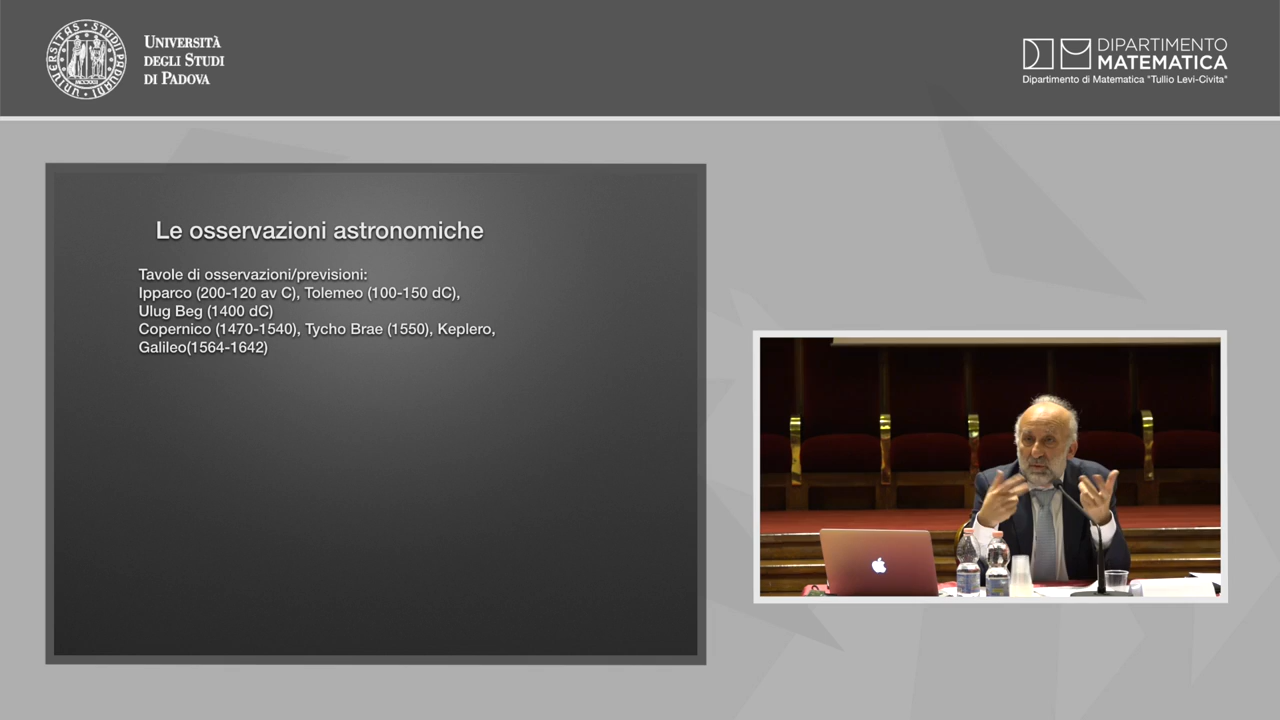 UNIVERSITÀ
DEGLI STUDI
DI PADOVA
DIPARTIMENTO
MATEMATICA
Dipartimento di Matematica "Tullio Levi-Civita"
Le osservazioni astronomiche
Tavole di osservazioni/previsioni:
Ipparco (200-120 av C), Tolemeo (100-150 dC),
Ulug Beg (1400 dC)
Copernico (1470-1540), Tycho Brae (1550), Keplero,
Galileo(1564-1642)